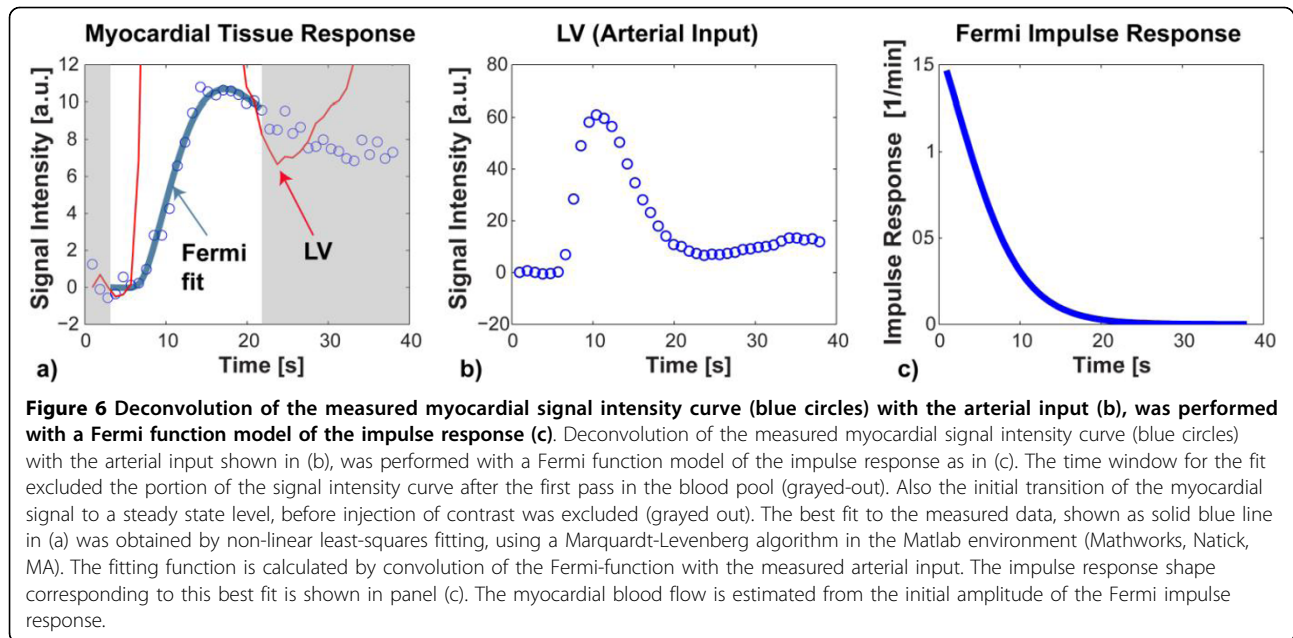 Myocardial Tissue Response
LV (Arterial Input)
Fermi Impulse Response
Signal Intensity [a.u.]
12
10
8
6
4
2
0
−2
Fermi
fit
LV
0
10
20
30
40
Time [s]
a)
Signal Intensity [a.u.]
80
60
40
20
0
−20
0
10
20
30
40
Time [s]
b)
Impulse Response [1/min]
15
1
05
0
0
10
20
30
40
Time [s
c)
Figure 6 Deconvolution of the measured myocardial signal intensity curve (blue circles) with the arterial input (b), was performed
with a Fermi function model of the impulse response (c). Deconvolution of the measured myocardial signal intensity curve (blue circles)
with the arterial input shown in (b), was performed with a Fermi function model of the impulse response as in (c). The time window for the fit
excluded the portion of the signal intensity curve after the first pass in the blood pool (grayed-out). Also the initial transition of the myocardial
signal to a steady state level, before injection of contrast was excluded (grayed out). The best fit to the measured data, shown as solid blue line
in (a) was obtained by non-linear least-squares fitting, using a Marquardt-Levenberg algorithm in the Matlab environment (Mathworks, Natick,
MA). The fitting function is calculated by convolution of the Fermi-function with the measured arterial input. The impulse response shape
corresponding to this best fit is shown in panel (c). The myocardial blood flow is estimated from the initial amplitude of the Fermi impulse
response.